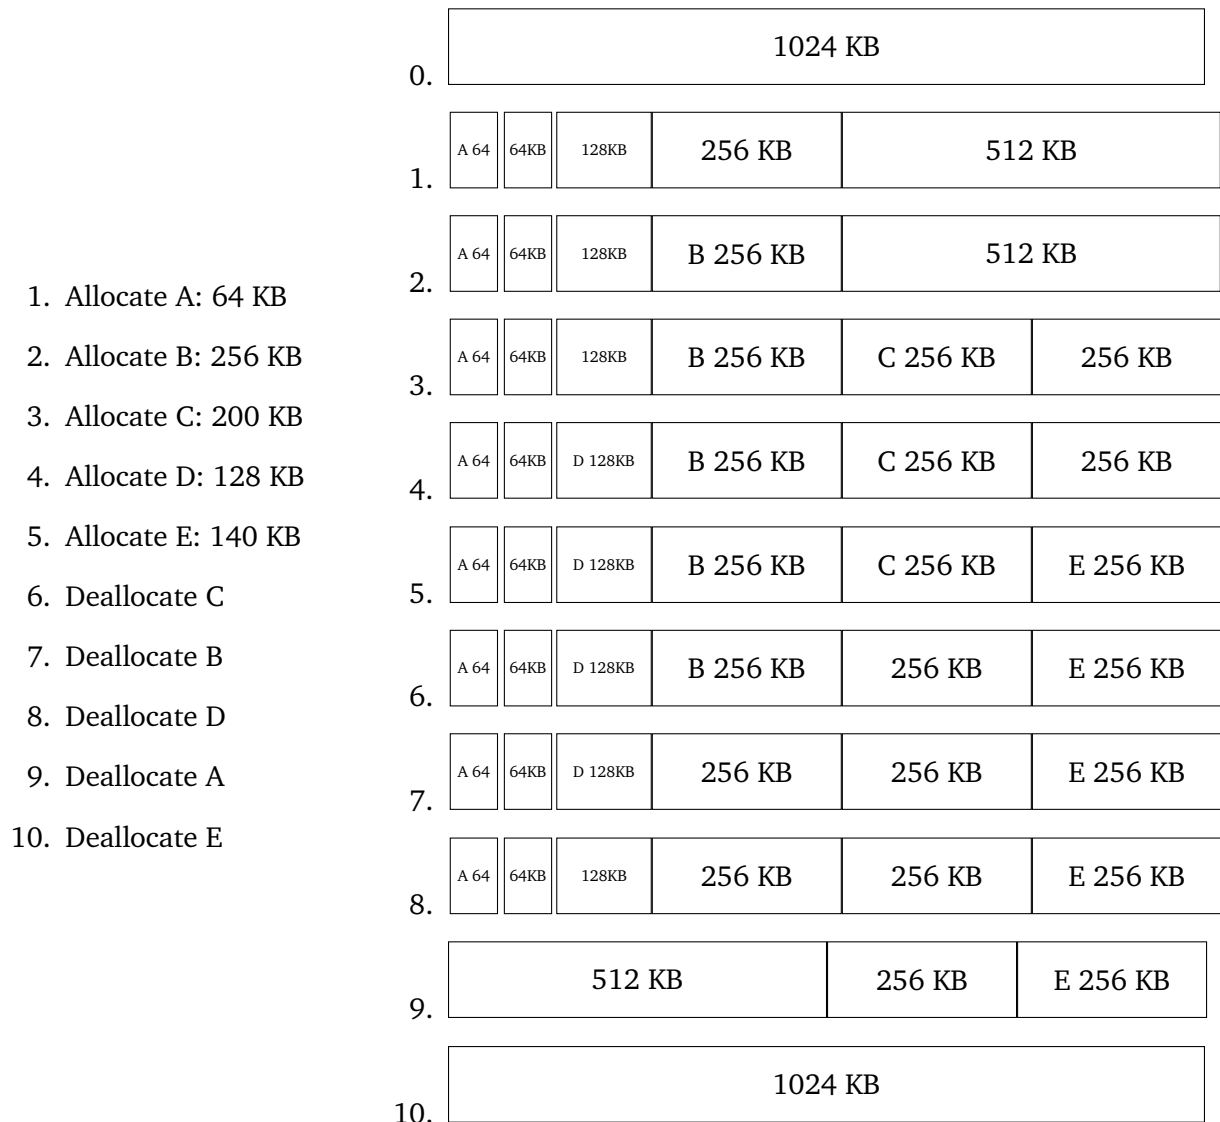 1. Allocate A: 64 KB
2. Allocate B: 256 KB
3. Allocate C: 200 KB
4. Allocate D: 128 KB
5. Allocate E: 140 KB
6. Deallocate C
7. Deallocate B
8. Deallocate D
9. Deallocate A
10. Deallocate E
0. 1024 KB
1. A 64 64KB 128KB 256 KB 512 KB
2. A 64 64KB 128KB B 256 KB 512 KB
3. A 64 64KB 128KB B 256 KB C 256 KB 256 KB
4. A 64 64KB D 128KB B 256 KB C 256 KB 256 KB
5. A 64 64KB D 128KB B 256 KB C 256 KB E 256 KB
6. A 64 64KB D 128KB B 256 KB 256 KB E 256 KB
7. A 64 64KB D 128KB 256 KB 256 KB E 256 KB
8. A 64 64KB 128KB 256 KB 256 KB E 256 KB
9. 512 KB 256 KB E 256 KB
10. 1024 KB